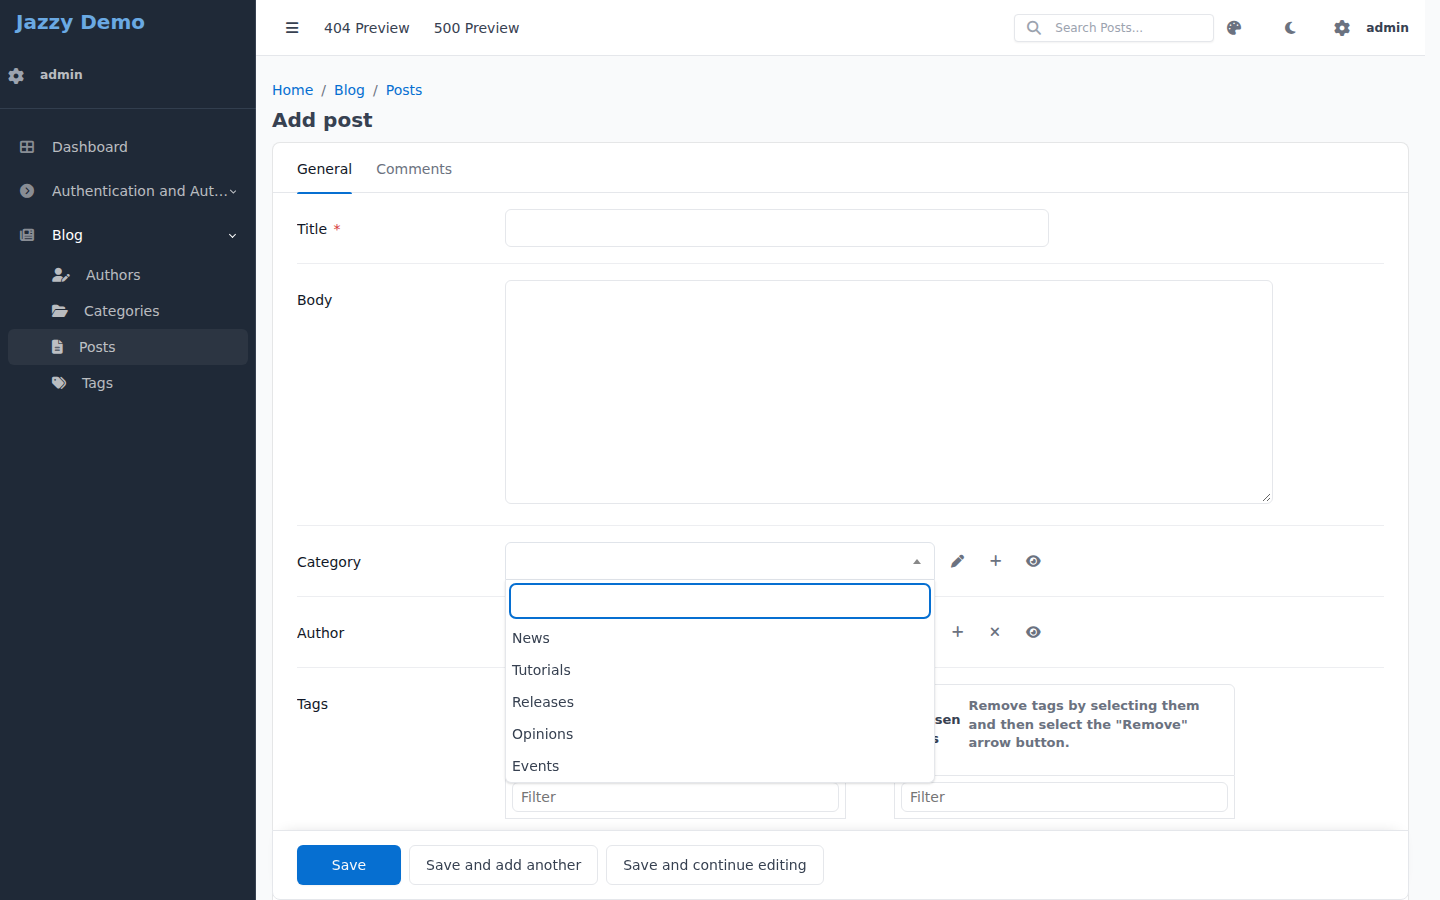 Jazzy Demo
404 Preview
500 Preview
Search Posts...
admin
admin
Dashboard
Authentication and Aut...
Blog
Authors
Categories
Posts
Tags
Home / Blog / Posts
Add post
General
Comments
Title *
Body
Category
News
Tutorials
Releases
Opinions
Events
Author
Tags
Remove tags by selecting them
and then select the "Remove"
arrow button.
Filter
Filter
Save
Save and add another
Save and continue editing